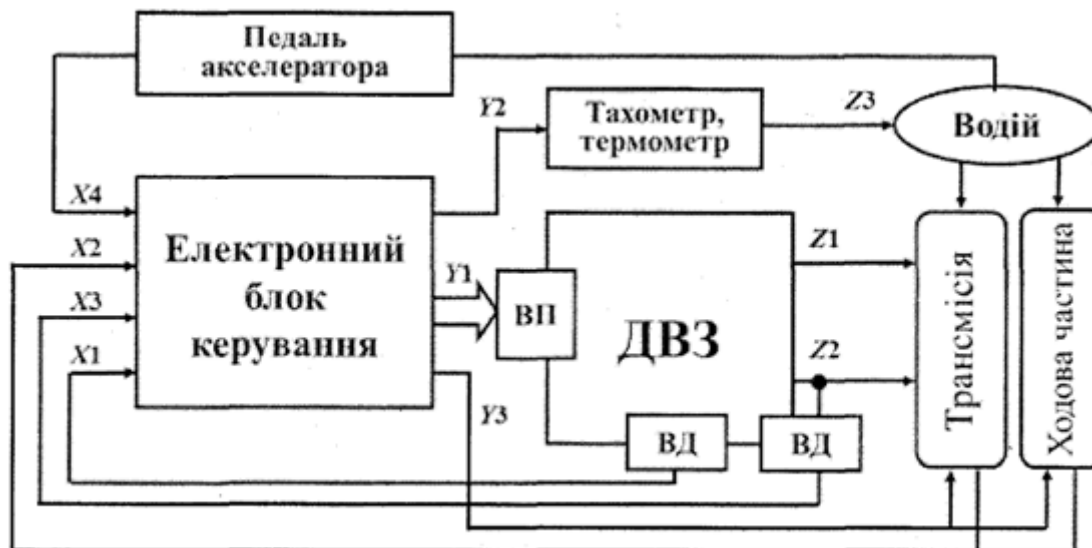 Педаль
акселератора
Y2
Тахометр,
термометр
Z3
Водій
X4
X2
X3
X1
Електронний
блок
керування
Y1
ВП
ДВЗ
Z1
Z2
Трансмісія
Ходова частина
Y3
ВД
ВД